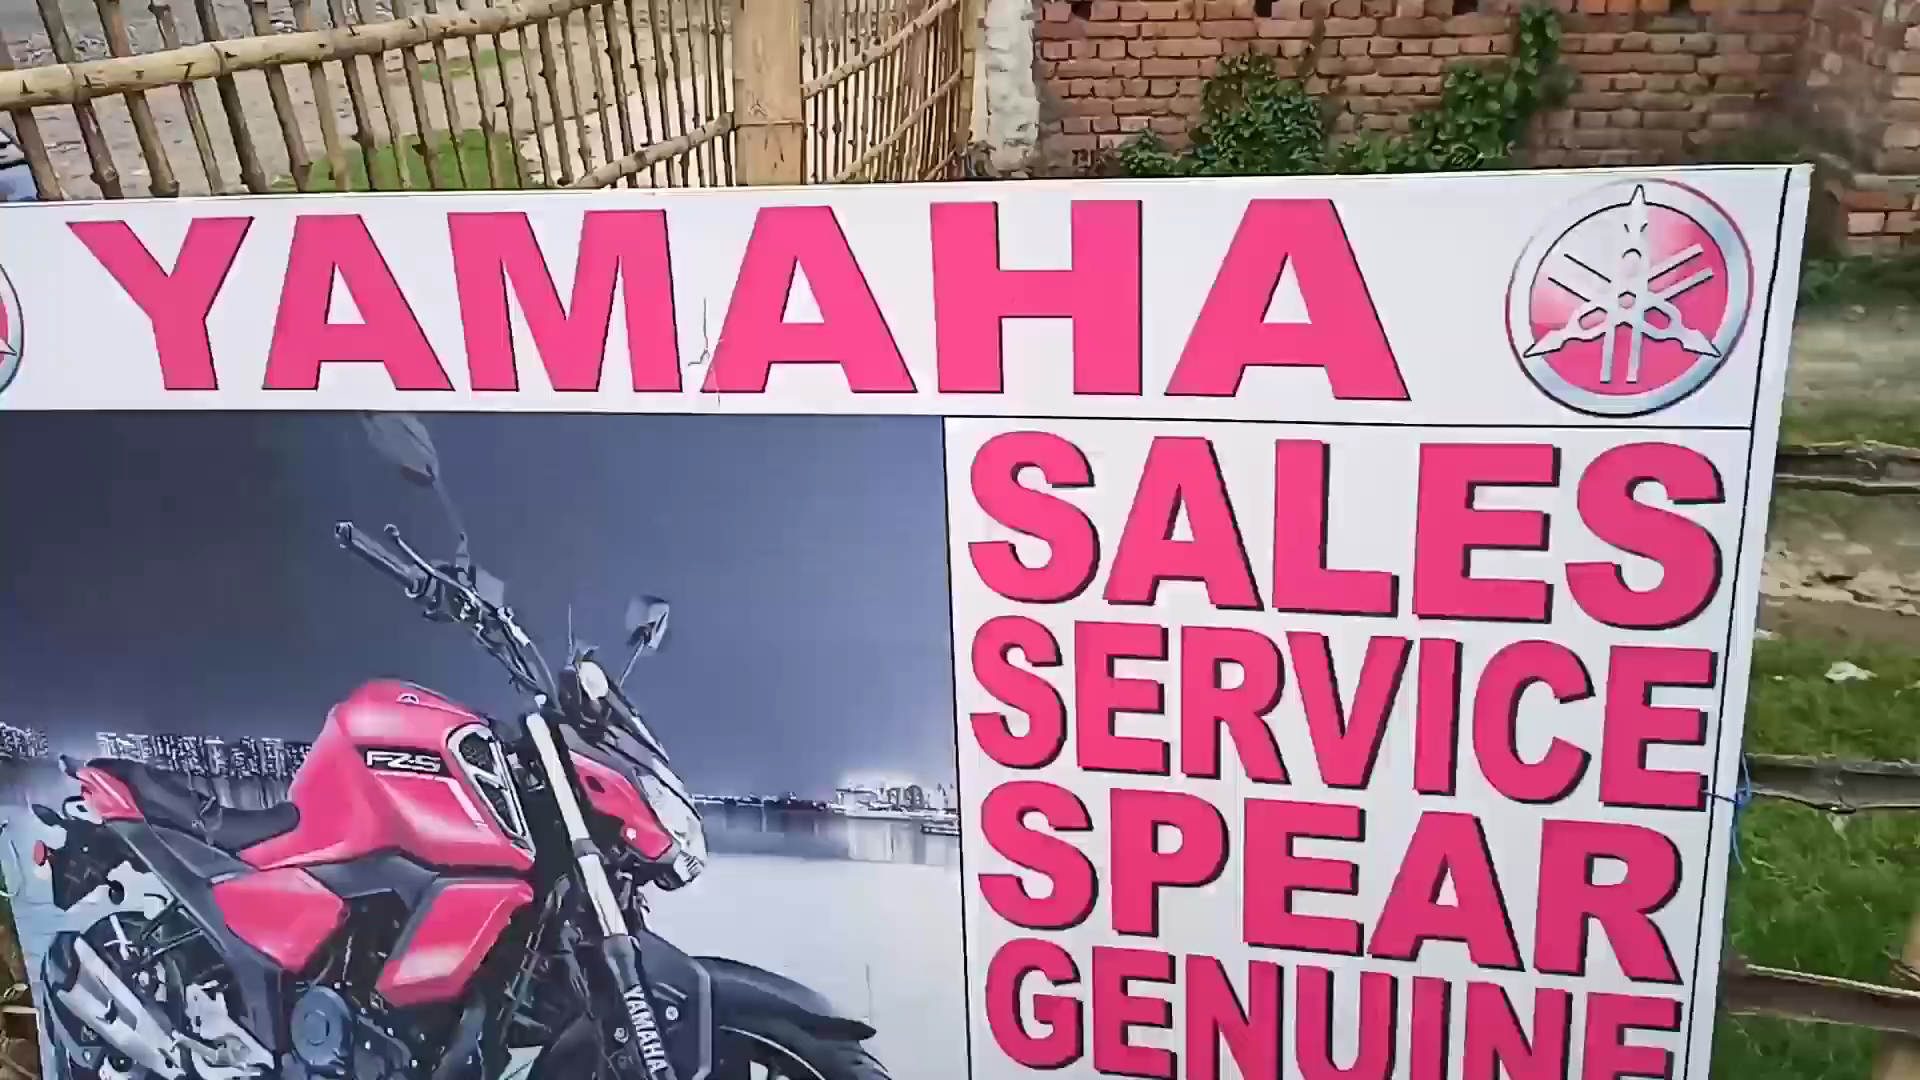 YAMAHA
SALES
SERVICE
SPEAR
GENUINE
FZ-S
YAMAHA